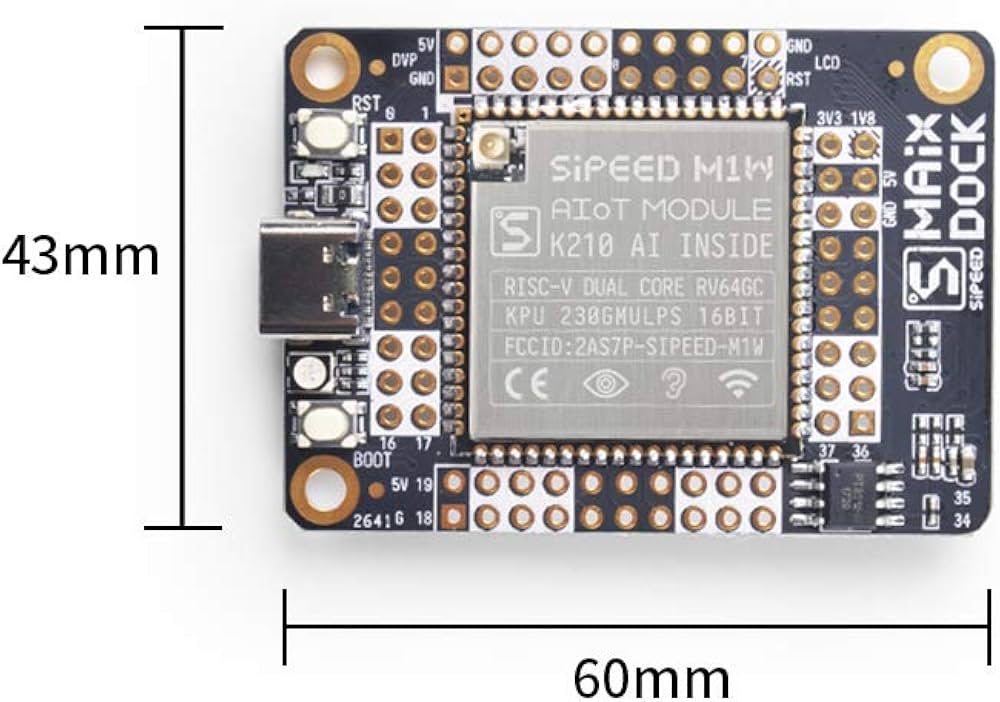 5V
DVP
GND
GND
LCD
RST
RST
0 1
3V3 1V8
5V
GND
SiPEED M1W
AIoT MODULE
K210 AI INSIDE
RISC-V DUAL CORE RV64GC
KPU 230GMULPS 16BIT
FCCID:2AS7P-SIPEED-M1W
CE
MAiX
DOCK
S
SiPEED
43mm
16 17
37 36
BOOT
5V 19
2641 G 18
35
34
60mm